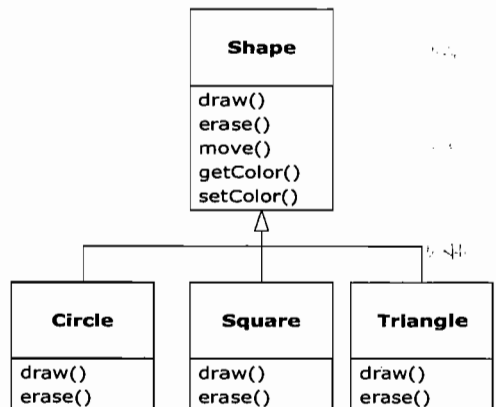 Shape
draw()
erase()
move()
getColor()
setColor()
Circle
draw()
erase()
Square
draw()
erase()
Triangle
draw()
erase()